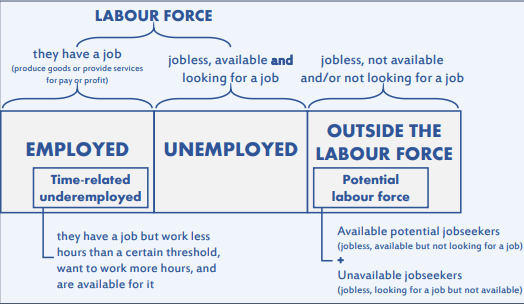 LABOUR FORCE
they have a job
(produce goods or provide services
for pay or profit)
jobless, available and
looking for a job
jobless, not available
and/or not looking for a job
EMPLOYED
UNEMPLOYED
OUTSIDE THE
LABOUR FORCE
Time-related
underemployed
Potential
labour force
they have a job but work less
hours than a certain threshold,
want to work more hours, and
are available for it
Available potential jobseekers
(jobless, available but not looking for a job)
+
Unavailable jobseekers
(jobless, looking for a job but not available)